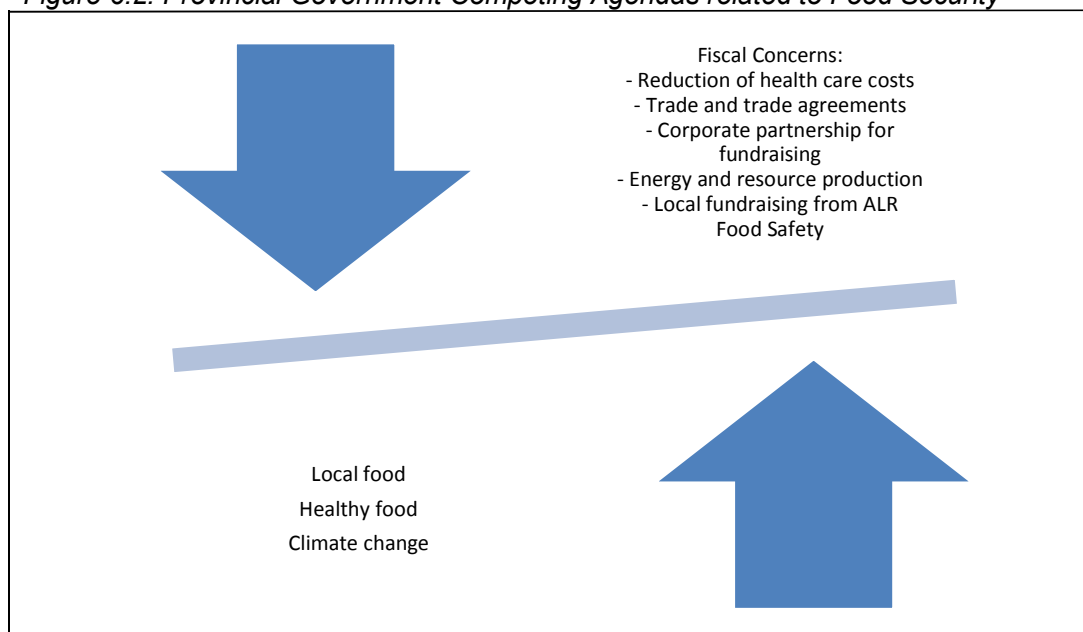 Figure 6.2: Provincial Government Competing Agendas related to Food Security
Fiscal Concerns:
- Reduction of health care costs
- Trade and trade agreements
- Corporate partnership for
fundraising
- Energy and resource production
- Local fundraising from ALR
Food Safety
Local food
Healthy food
Climate change